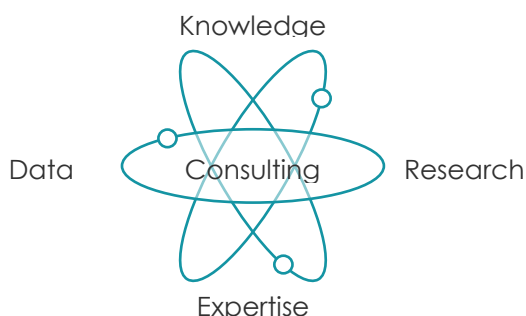 Knowledge
Data
Consulting
Research
Expertise